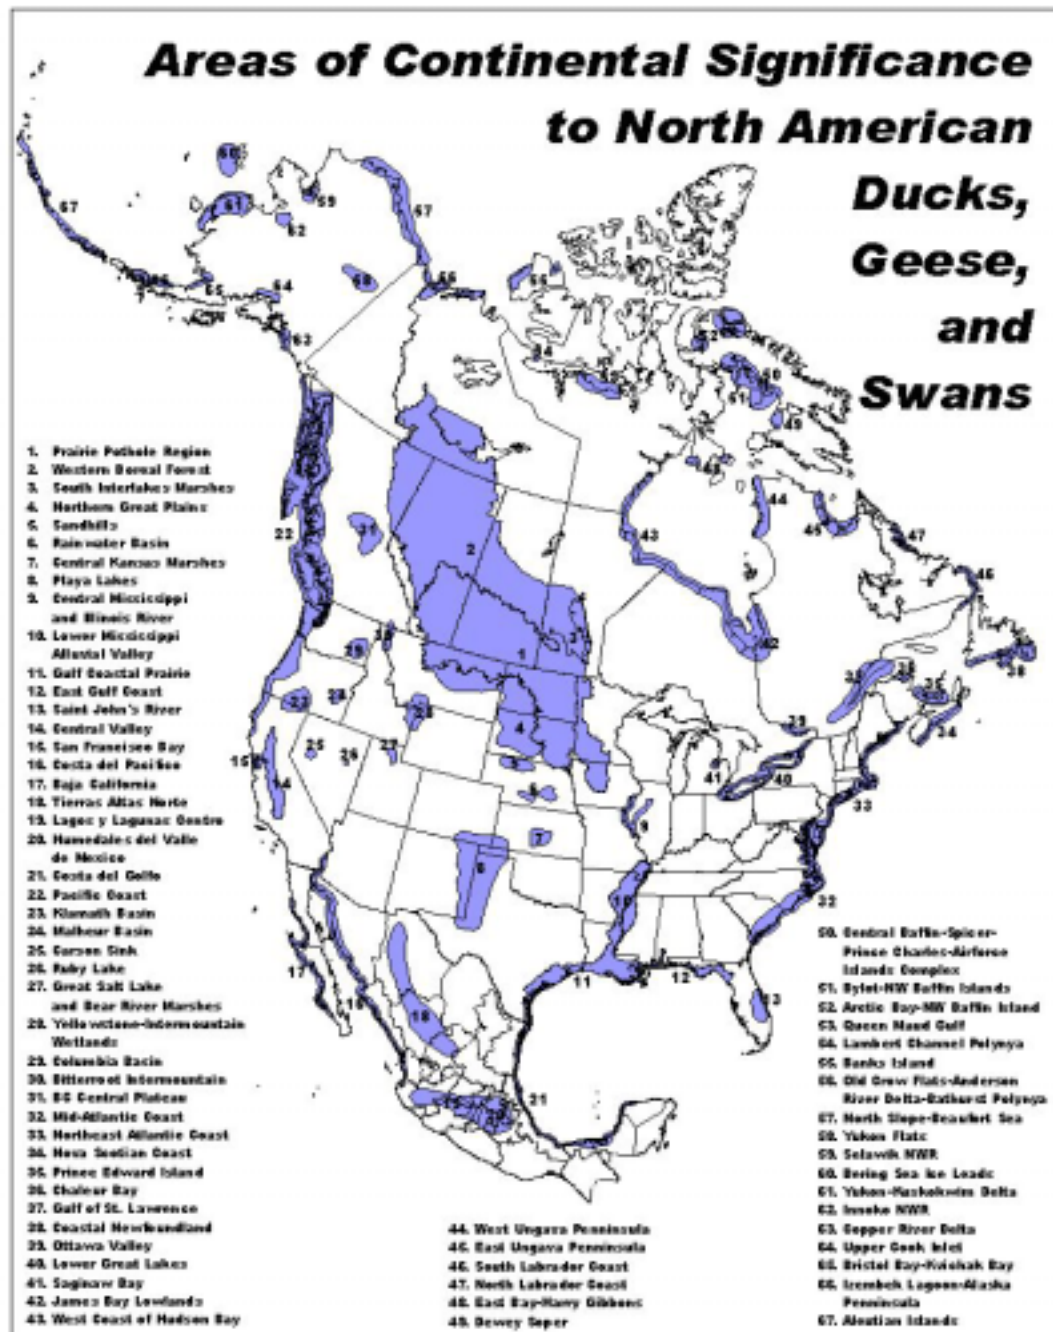 Areas of Continental Significance
to North American
Ducks,
Geese,
and
Swans
1. Prairie Pothole Region
2. Western Boreal Forest
3. South Interlakes Marshes
4. Northern Great Plains
5. Sandhills
6. Rainwater Basin
7. Central Kansas Marshes
8. Playa Lakes
9. Central Mississippi
and Illinois River
10. Lower Mississippi
Alluvial Valley
11. Gulf Coastal Prairie
12. East Gulf Coast
13. Saint John's River
14. Central Valley
15. San Francisco Bay
16. Costa del Pacifico
17. Baja California
18. Tierras Altas Norte
19. Lagos y Lagunas Centro
20. Humedales del Valle
de Mexico
21. Costa del Golfo
22. Pacific Coast
23. Klamath Basin
24. Malheur Basin
25. Carson Sink
26. Ruby Lake
27. Great Salt Lake
and Bear River Marshes
28. Yellowstone-Intermountain
Wetlands
29. Columbia Basin
30. Bitterroot Intermountain
31. BC Central Plateau
32. Mid-Atlantic Coast
33. Northeast Atlantic Coast
34. Nova Scotian Coast
35. Prince Edward Island
36. Chaleur Bay
37. Gulf of St. Lawrence
38. Coastal Newfoundland
39. Ottawa Valley
40. Lower Great Lakes
41. Saginaw Bay
42. James Bay Lowlands
43. West Coast of Hudson Bay
44. West Ungava Penninsula
45. East Ungava Penninsula
46. South Labrador Coast
47. North Labrador Coast
48. East Bay-Harry Gibbons
49. Dewey Soper
50. Central Baffin-Spicer-
Prince Charles-Airforce
Islands Complex
51. Bylot-NW Baffin Islands
52. Arctic Bay-NW Baffin Island
53. Queen Maud Gulf
54. Lambert Channel Polynya
55. Banks Island
56. Old Crow Flats-Anderson
River Delta-Bathurst Polynya
57. North Slope-Beaufort Sea
58. Yukon Flats
59. Selawik NWR
60. Bering Sea Ice Leads
61. Yukon-Kuskokwim Delta
62. Innoko NWR
63. Copper River Delta
64. Upper Cook Inlet
65. Bristol Bay-Kvichak Bay
66. Izembek Lagoon-Alaska
Penninsula
67. Aleutian Islands